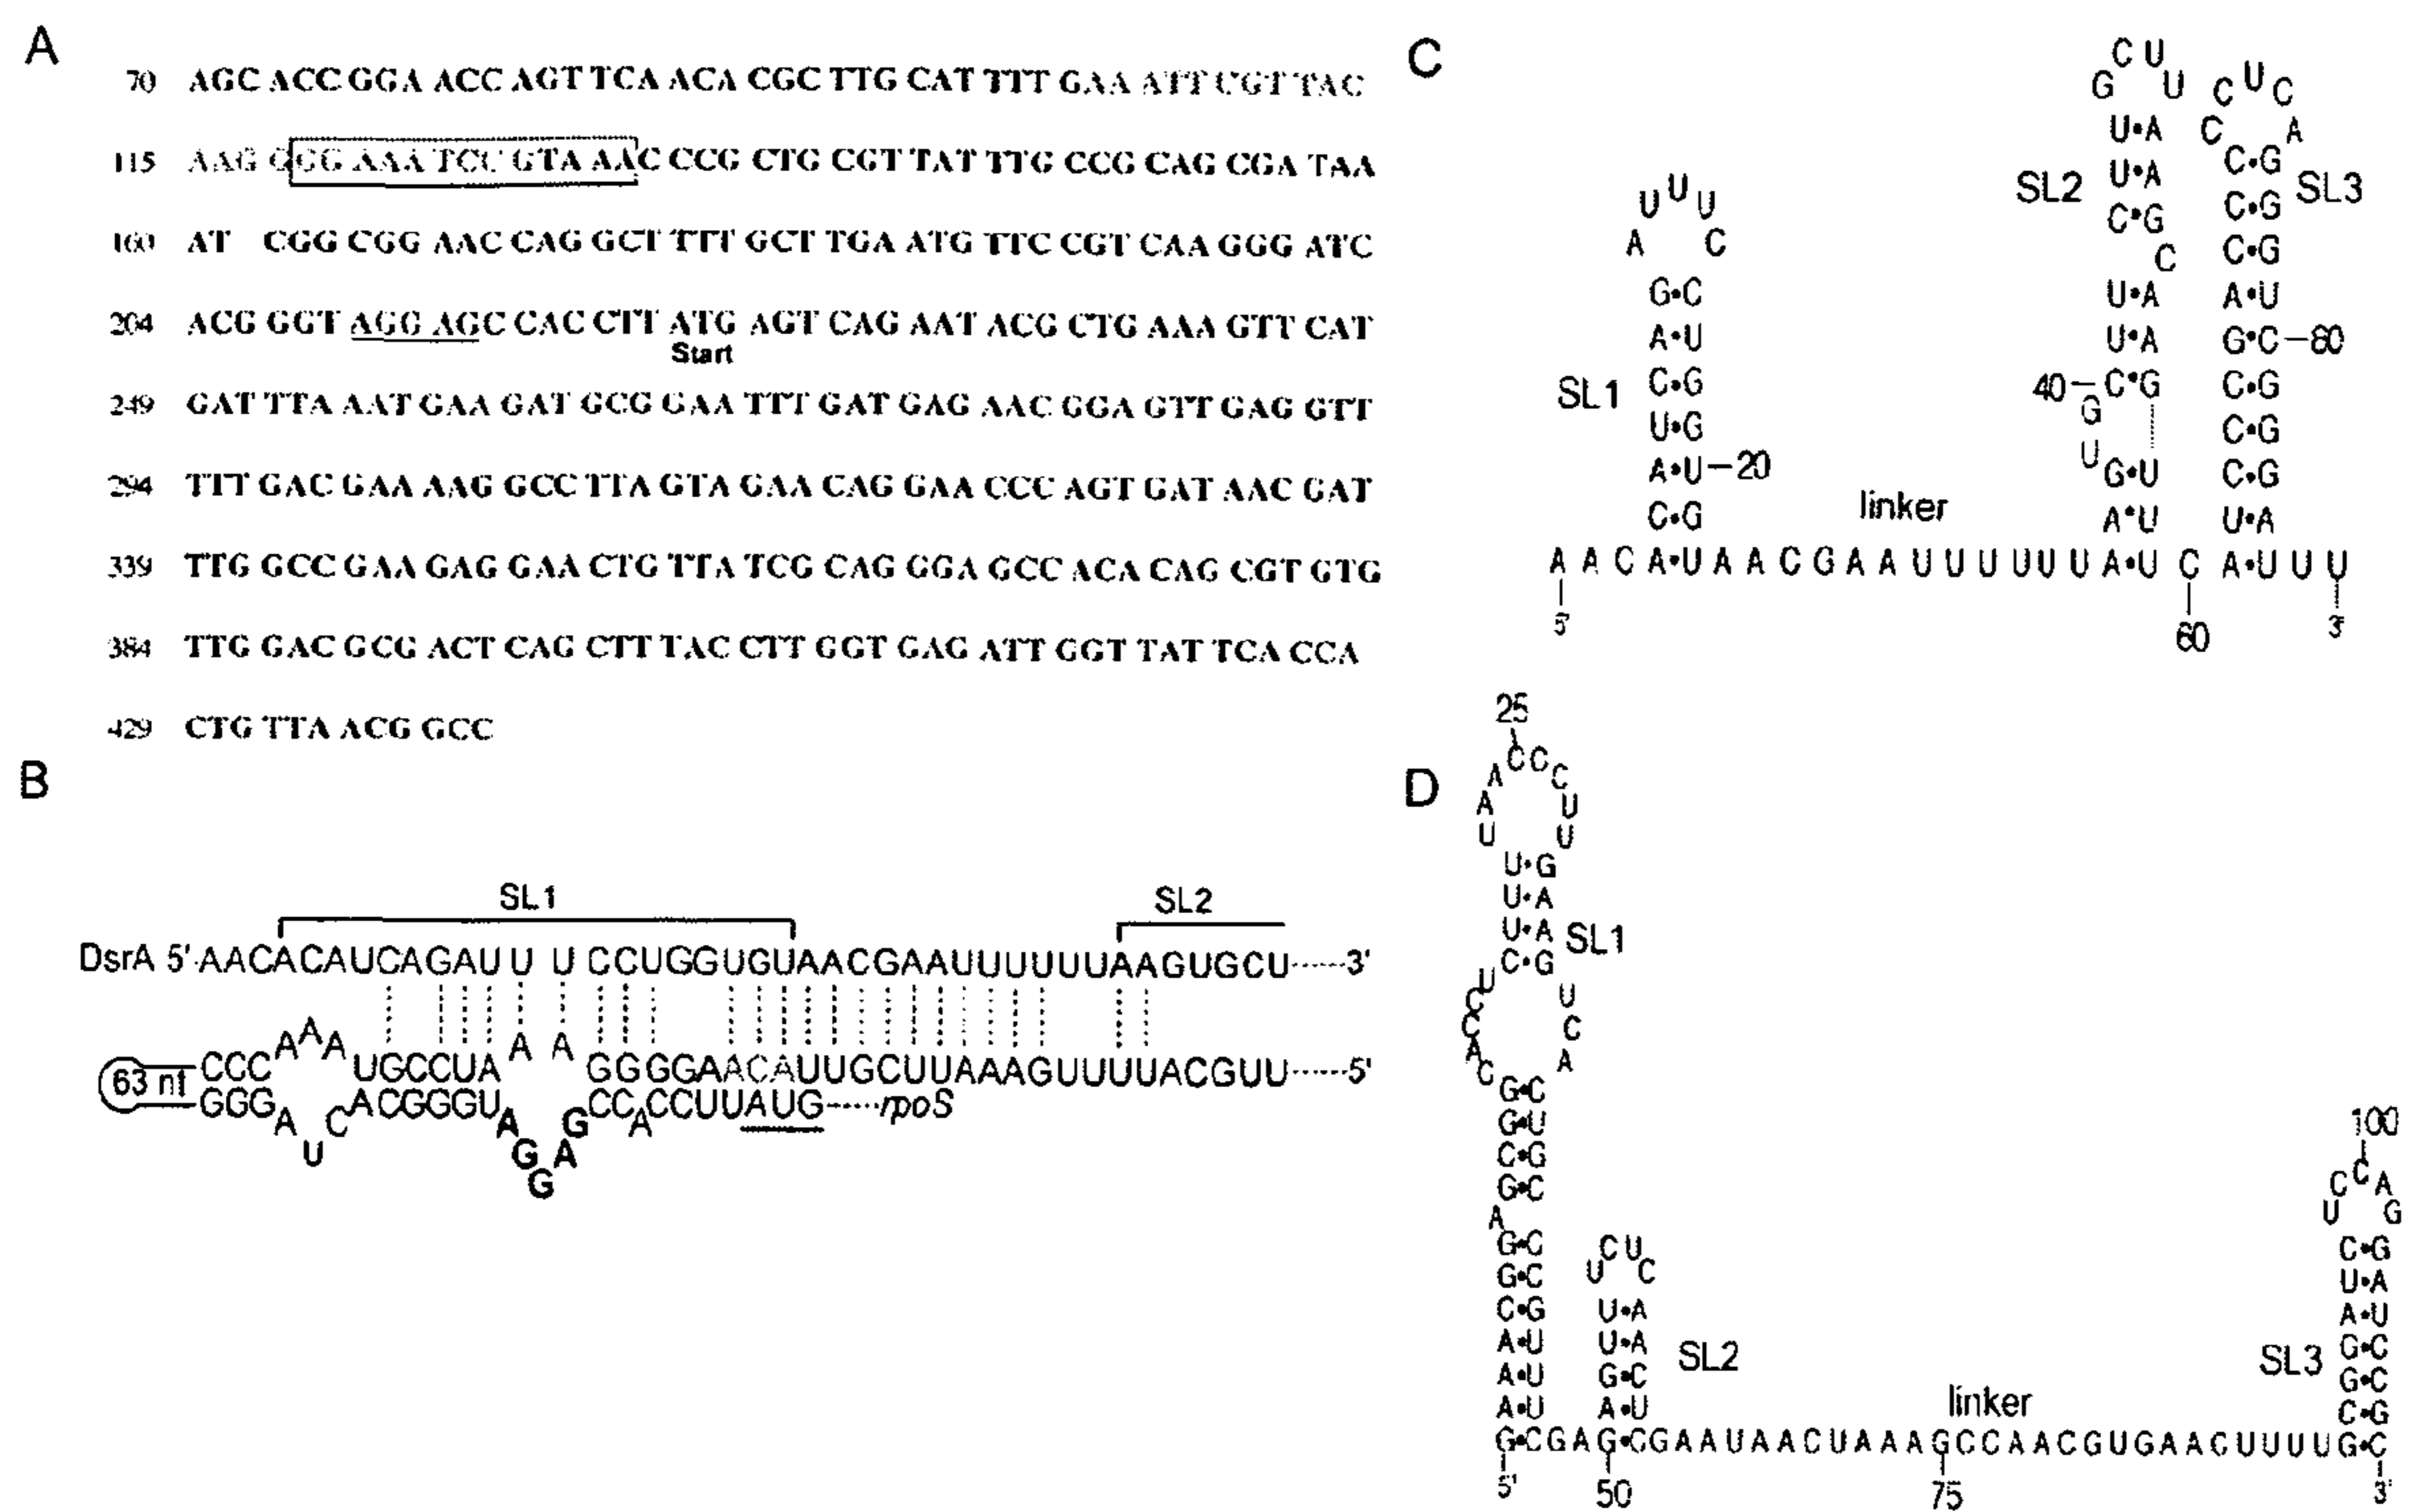 A
70 AGC ACC GGA ACC AGT TCA ACA CGC TTG CAT TTT GAA ATT CGT TAC
115 AAG GGG AAA TCC GTA AAC CCG CTG CGT TAT TTG CCG CAG CGA TAA
160 AT CGG CGG AAC CAG GCT TTT GCT TGA ATG TTC CGT CAA GGG ATC
204 ACG GGT AGG AGC CAC CTT ATG AGT CAG AAT ACG CTG AAA GTT CAT
Start
249 GAT TTA AAT GAA GAT GCG GAA TTT GAT GAG AAC GGA GTT GAG GTT
294 TTT GAC GAA AAG GCC TTA GTA GAA CAG GAA CCC AGT GAT AAC GAT
339 TTG GCC GAA GAG GAA CTG TTA TCG CAG GGA GCC ACA CAG CGT GTG
384 TTG GAC GCG ACT CAG CTT TAC CTT GGT GAG ATT GGT TAT TCA CCA
429 CTG TTA ACG GCC
B
SL1 SL2
DsrA 5' AACACAUCAGAUUUCCUGGUGUAACGAAUUUUUUAAGUGCU 3'
63 nt CCCAAAUGCCUAAAGGGGAACAUUGCUUAAAGUUUUUACGUU 5'
GGGAUCACGGGUAGGAGCCACCUUAUG rpoS
C
C U
G U
U•A
U•A
SL2
C•G
C
U•A
U•A
40 C•G
G
U
G•U
A•U
C U C
C A
C•G
C•G
SL3
C•G
A•U
G•C 80
C•G
C•G
C•G
U•A
U U U
A C
G•C
A•U
SL1 C•G
U•G
A•U 20
C•G
linker
A A C A•U A A C G A A U U U U U U A•U C A•U U U
5' 60 3'
D
25
C C
A C
A U
U U
U•G
U•A
U•A SL1
C•G
U U
C
C C
A A
C
G•C
G•U
C•G
G•C
A
G•C
G•C
C•G
A•U
A•U
A•U
C U
U C
U•A
U•A
SL2
G•C
A•U
linker
100
C C A
U G
C•G
U•A
A•U
SL3 G•C
G•C
C•G
G•CGAG•CGAAUAACUAAAGCCAACGUGAACUUUUG•C
5' 50 75 3'